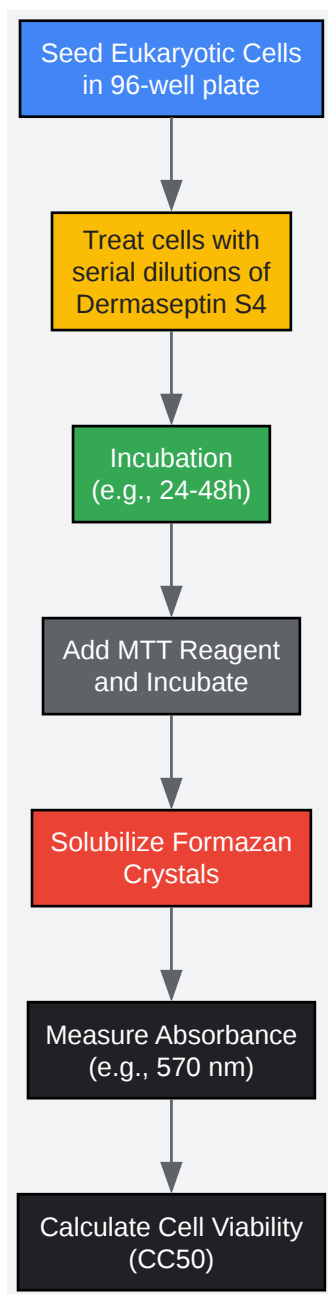 Seed Eukaryotic Cells
in 96-well plate
Treat cells with
serial dilutions of
Dermaseptin S4
Incubation
(e.g., 24-48h)
Add MTT Reagent
and Incubate
Solubilize Formazan
Crystals
Measure Absorbance
(e.g., 570 nm)
Calculate Cell Viability
(CC50)